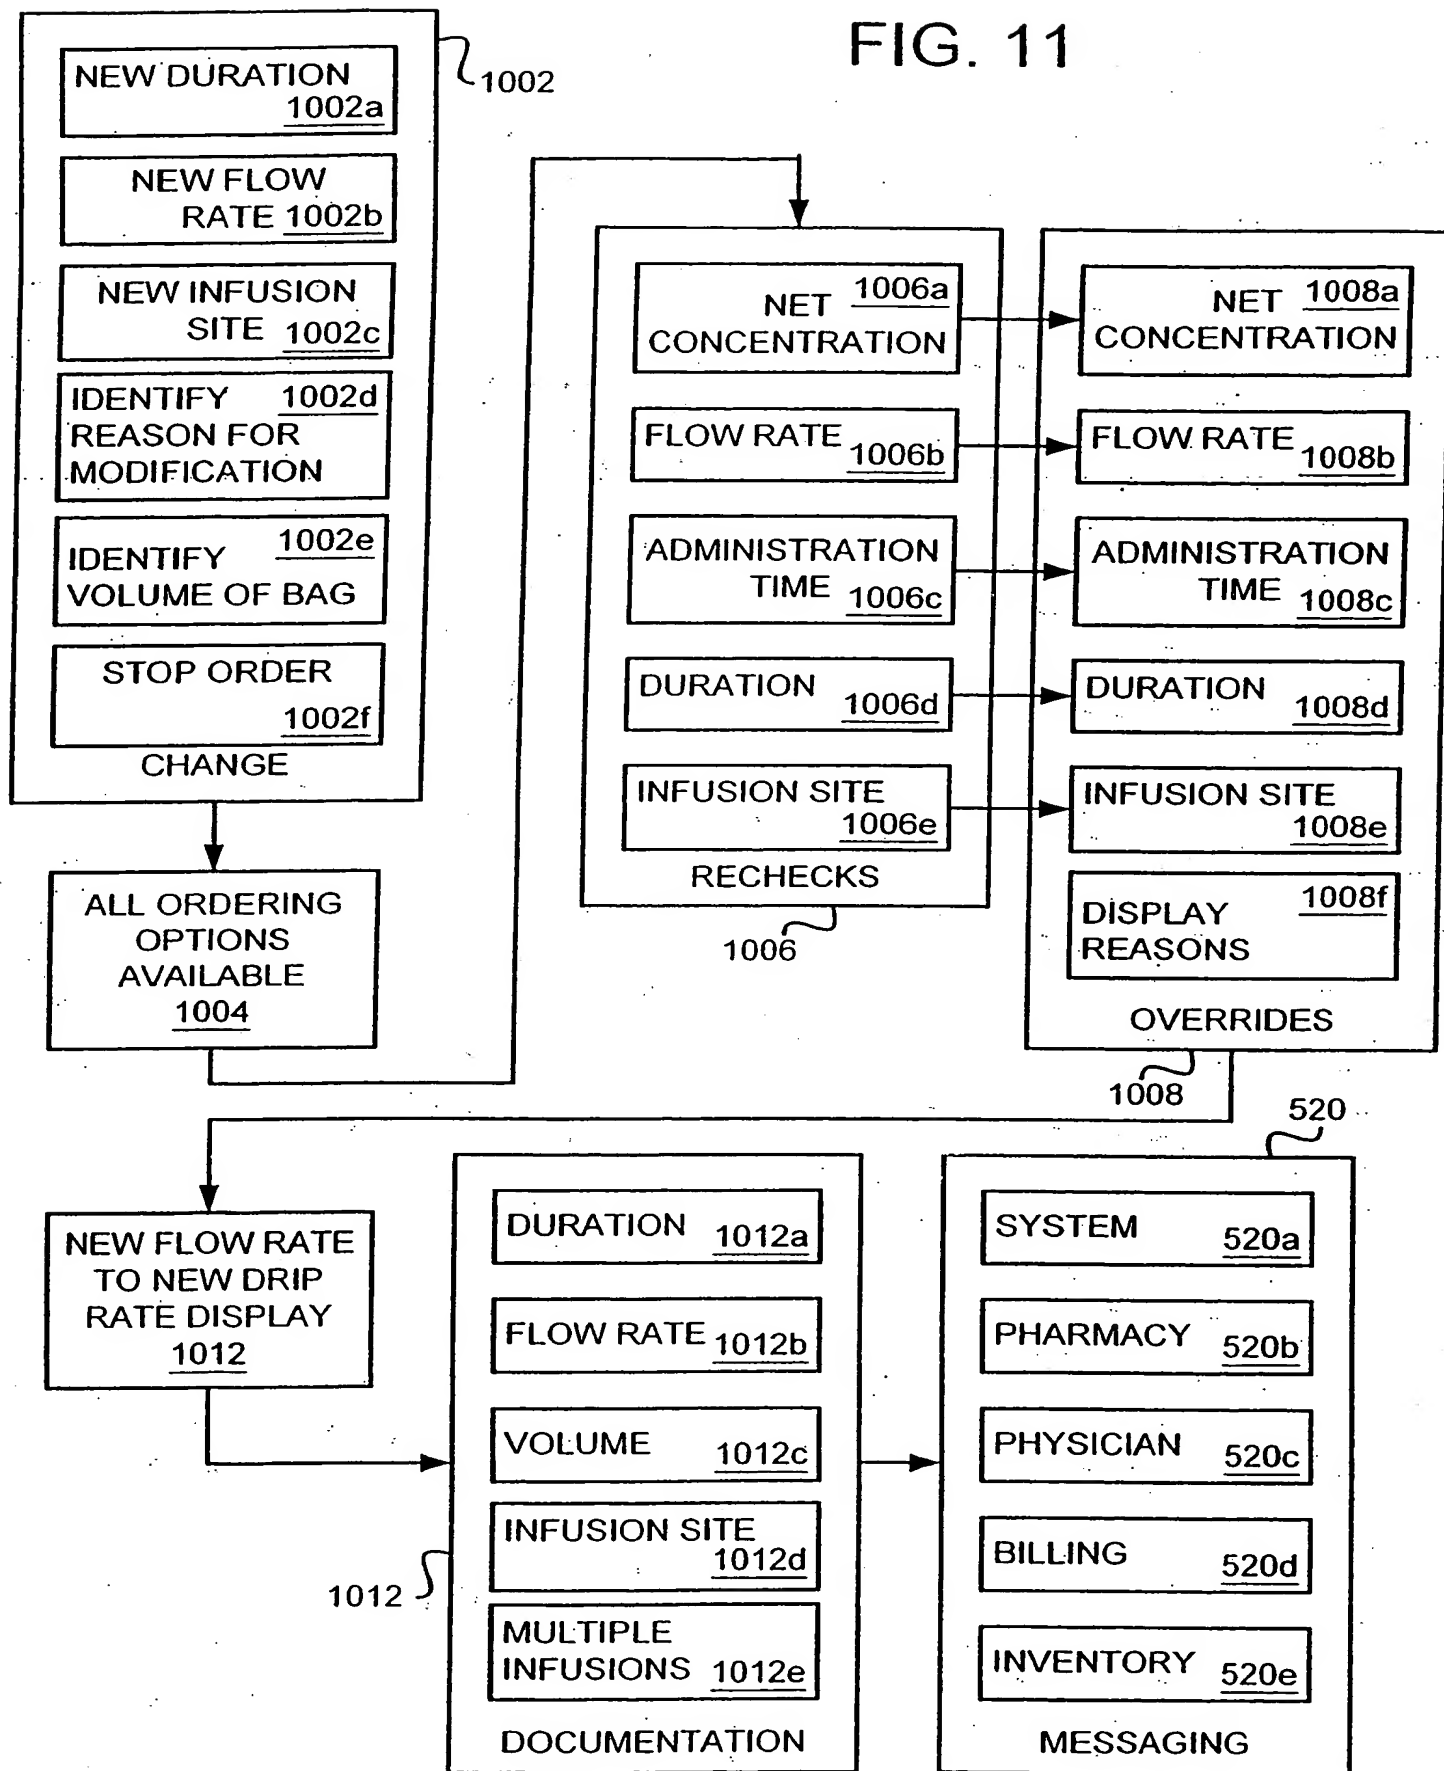 FIG. 11
NEW DURATION
1002a
NEW FLOW
RATE 1002b
NEW INFUSION
SITE 1002c
IDENTIFY 1002d
REASON FOR
MODIFICATION
IDENTIFY 1002e
VOLUME OF BAG
STOP ORDER
1002f
CHANGE
1002
ALL ORDERING
OPTIONS
AVAILABLE
1004
NET 1006a
CONCENTRATION
FLOW RATE 1006b
ADMINISTRATION
TIME 1006c
DURATION 1006d
INFUSION SITE
1006e
RECHECKS
1006
NET 1008a
CONCENTRATION
FLOW RATE 1008b
ADMINISTRATION
TIME 1008c
DURATION 1008d
INFUSION SITE
1008e
1008f
DISPLAY
REASONS
OVERRIDES
1008
NEW FLOW RATE
TO NEW DRIP
RATE DISPLAY
1012
DURATION 1012a
FLOW RATE 1012b
VOLUME 1012c
INFUSION SITE
1012d
MULTIPLE
INFUSIONS 1012e
DOCUMENTATION
1012
520
SYSTEM 520a
PHARMACY 520b
PHYSICIAN 520c
BILLING 520d
INVENTORY 520e
MESSAGING